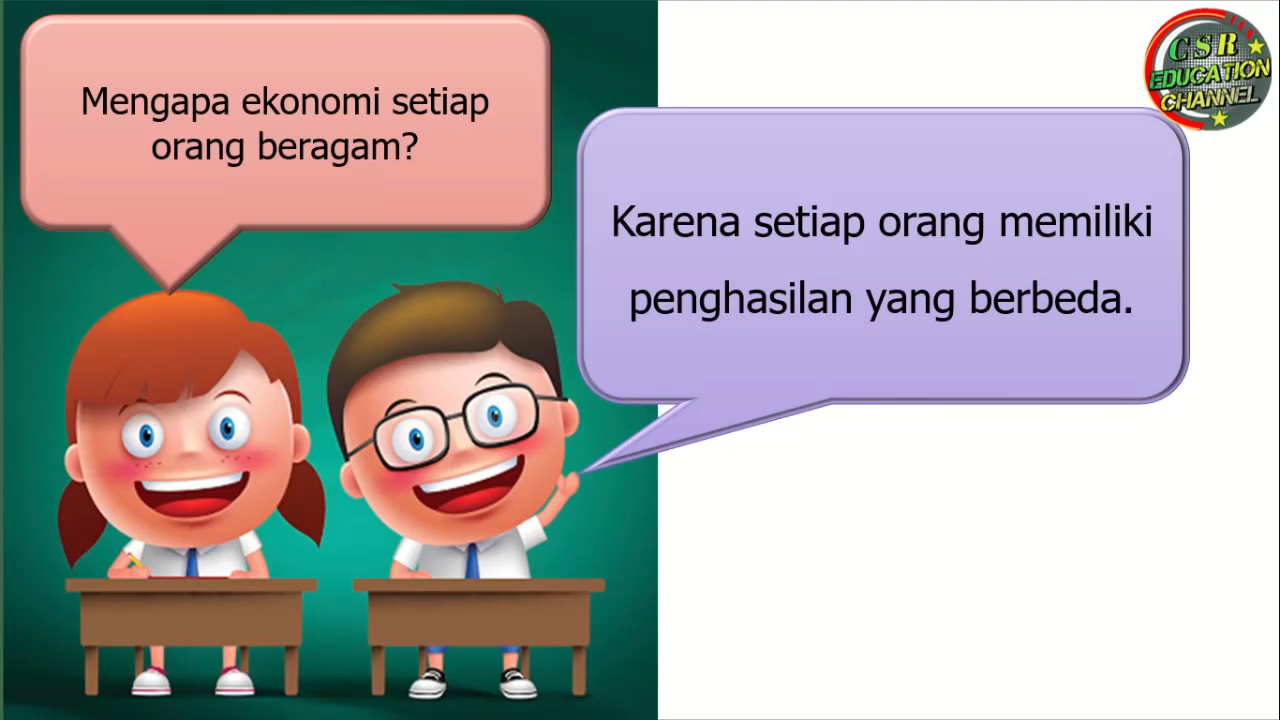 Mengapa ekonomi setiap
orang beragam?
Karena setiap orang memiliki
penghasilan yang berbeda.
CSR
EDUCATION
CHANNEL